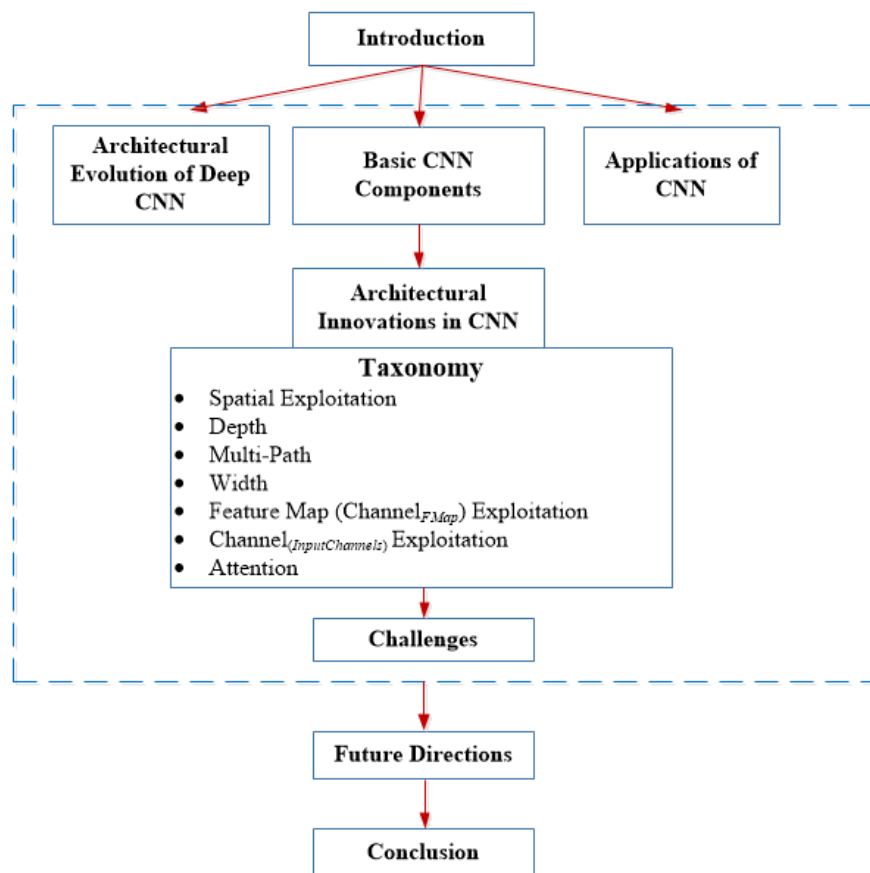 Introduction
Architectural
Evolution of Deep
CNN
Basic CNN
Components
Applications of
CNN
Architectural
Innovations in CNN
Taxonomy
• Spatial Exploitation
• Depth
• Multi-Path
• Width
• Feature Map (ChannelFMap) Exploitation
• Channel(InputChannels) Exploitation
• Attention
Challenges
Future Directions
Conclusion